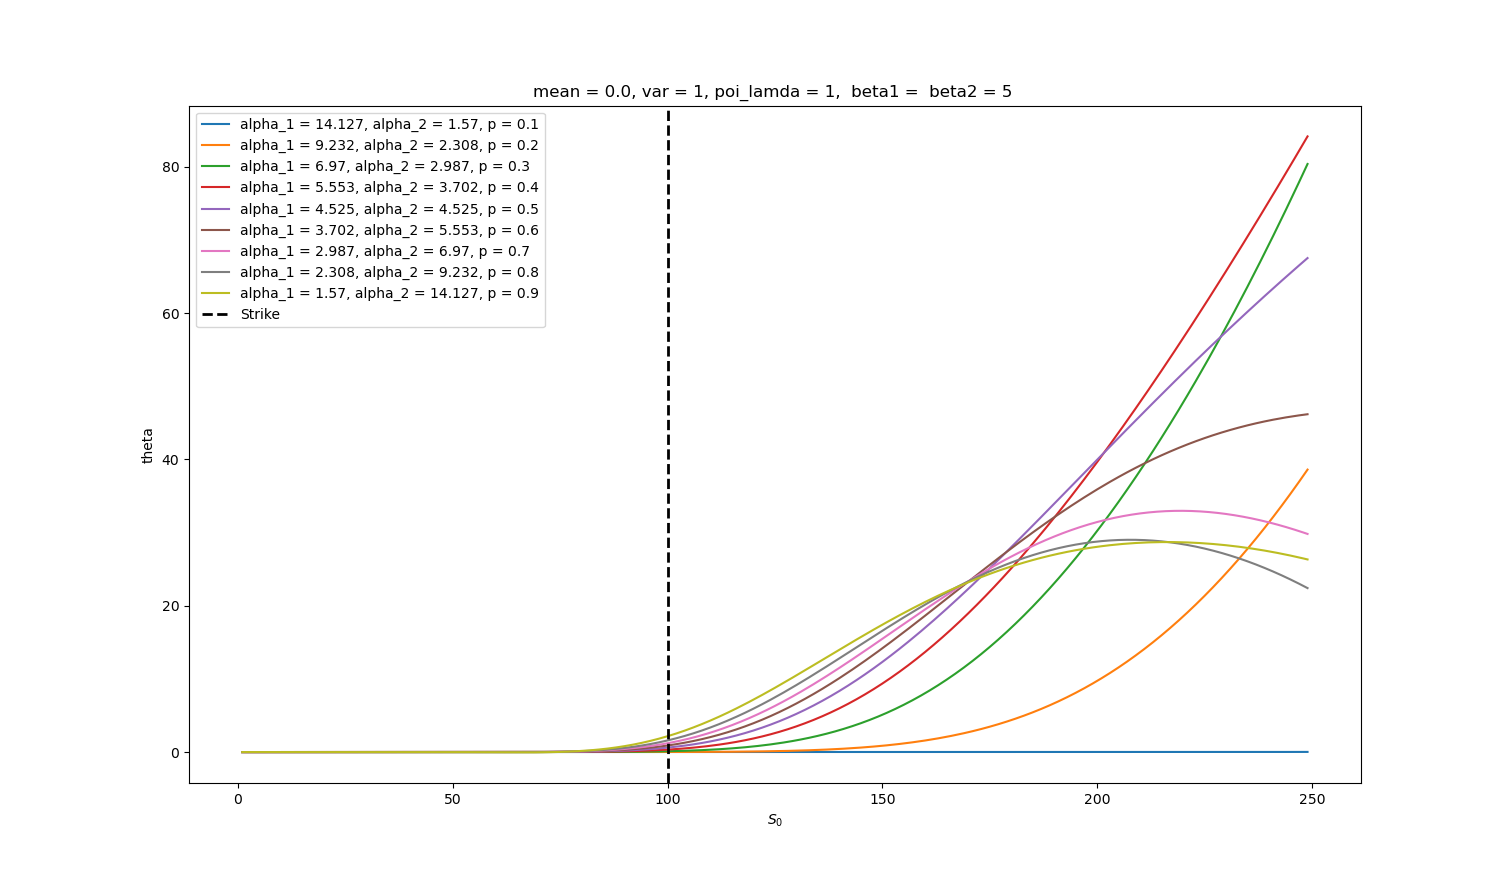 mean = 0.0, var = 1, poi_lamda = 1,  beta1 =  beta2 = 5
alpha_1 = 14.127, alpha_2 = 1.57, p = 0.1
alpha_1 = 9.232, alpha_2 = 2.308, p = 0.2
alpha_1 = 6.97, alpha_2 = 2.987, p = 0.3
alpha_1 = 5.553, alpha_2 = 3.702, p = 0.4
alpha_1 = 4.525, alpha_2 = 4.525, p = 0.5
alpha_1 = 3.702, alpha_2 = 5.553, p = 0.6
alpha_1 = 2.987, alpha_2 = 6.97, p = 0.7
alpha_1 = 2.308, alpha_2 = 9.232, p = 0.8
alpha_1 = 1.57, alpha_2 = 14.127, p = 0.9
Strike
80
60
40
20
0
theta
0 50 100 150 200 250
S₀